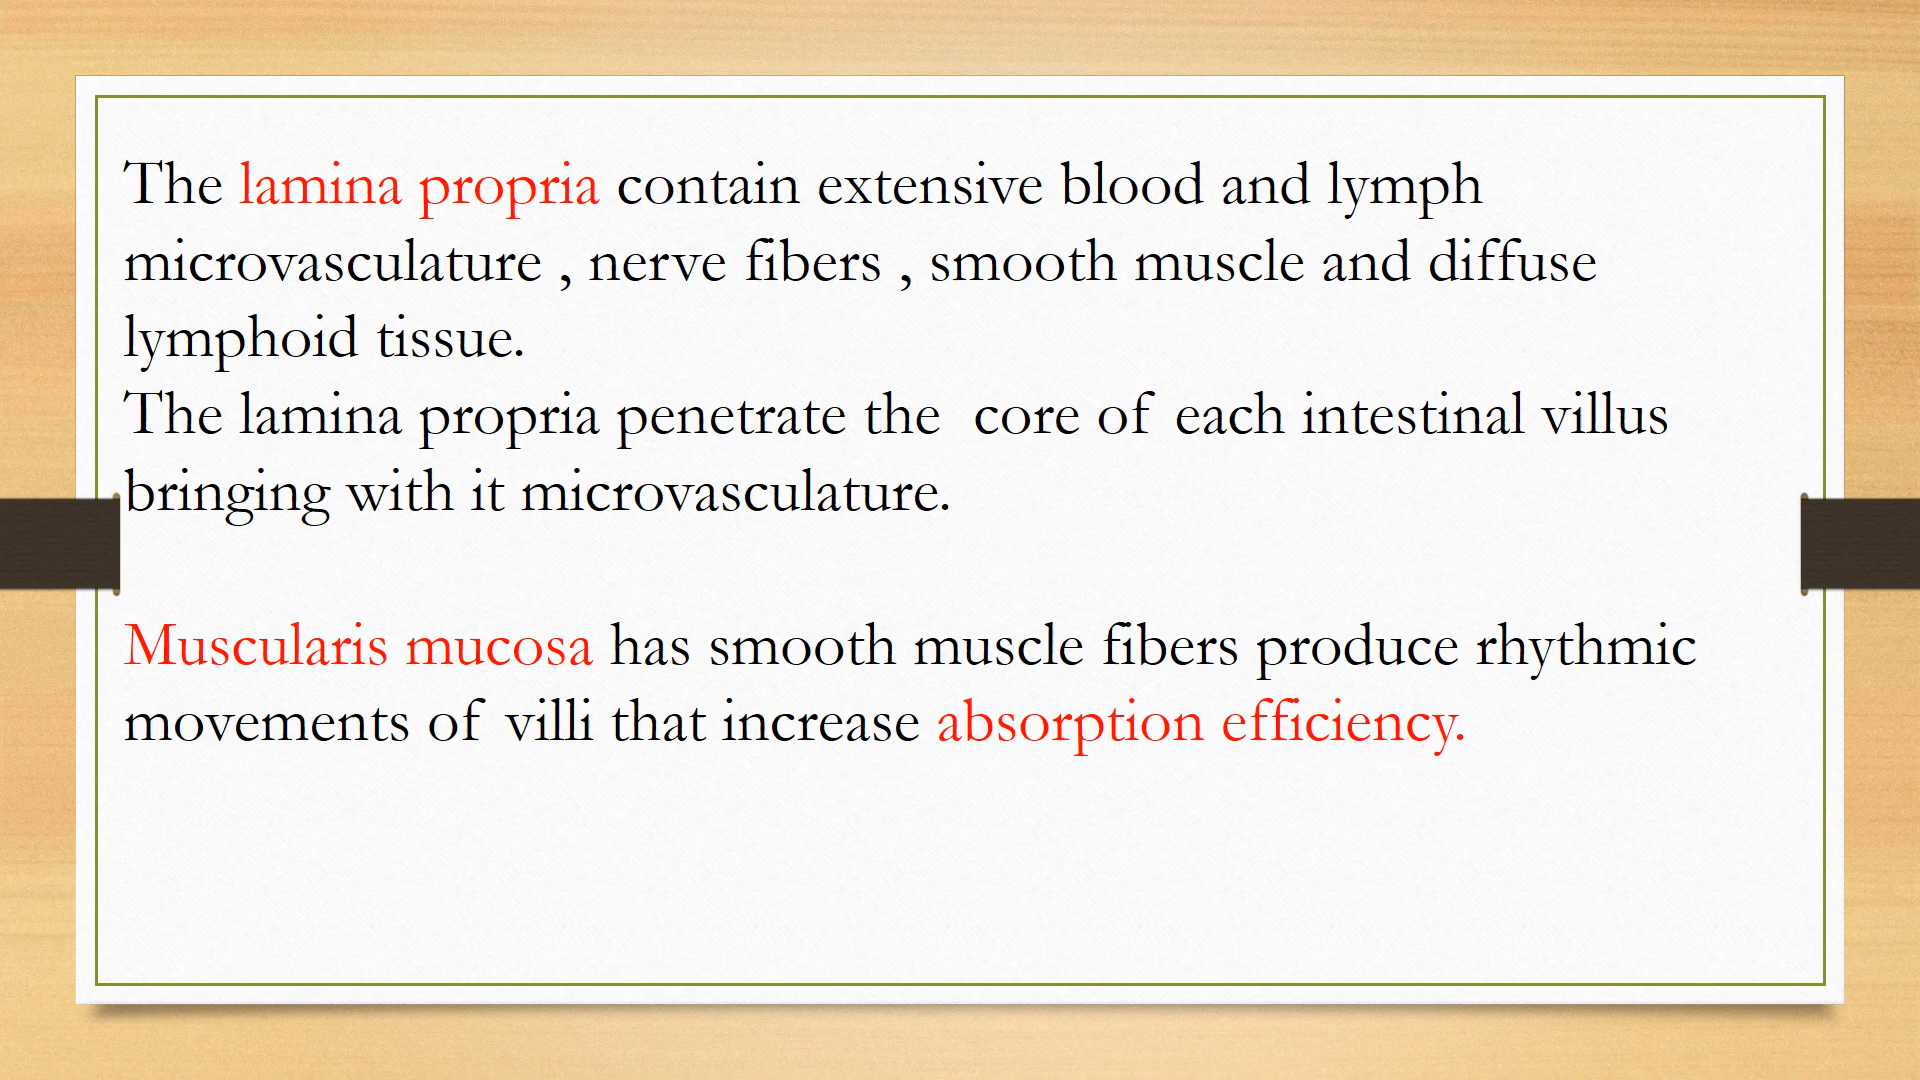 The lamina propria contain extensive blood and lymph
microvasculature , nerve fibers , smooth muscle and diffuse
lymphoid tissue.
The lamina propria penetrate the  core of each intestinal villus
bringing with it microvasculature.
Muscularis mucosa has smooth muscle fibers produce rhythmic
movements of villi that increase absorption efficiency.